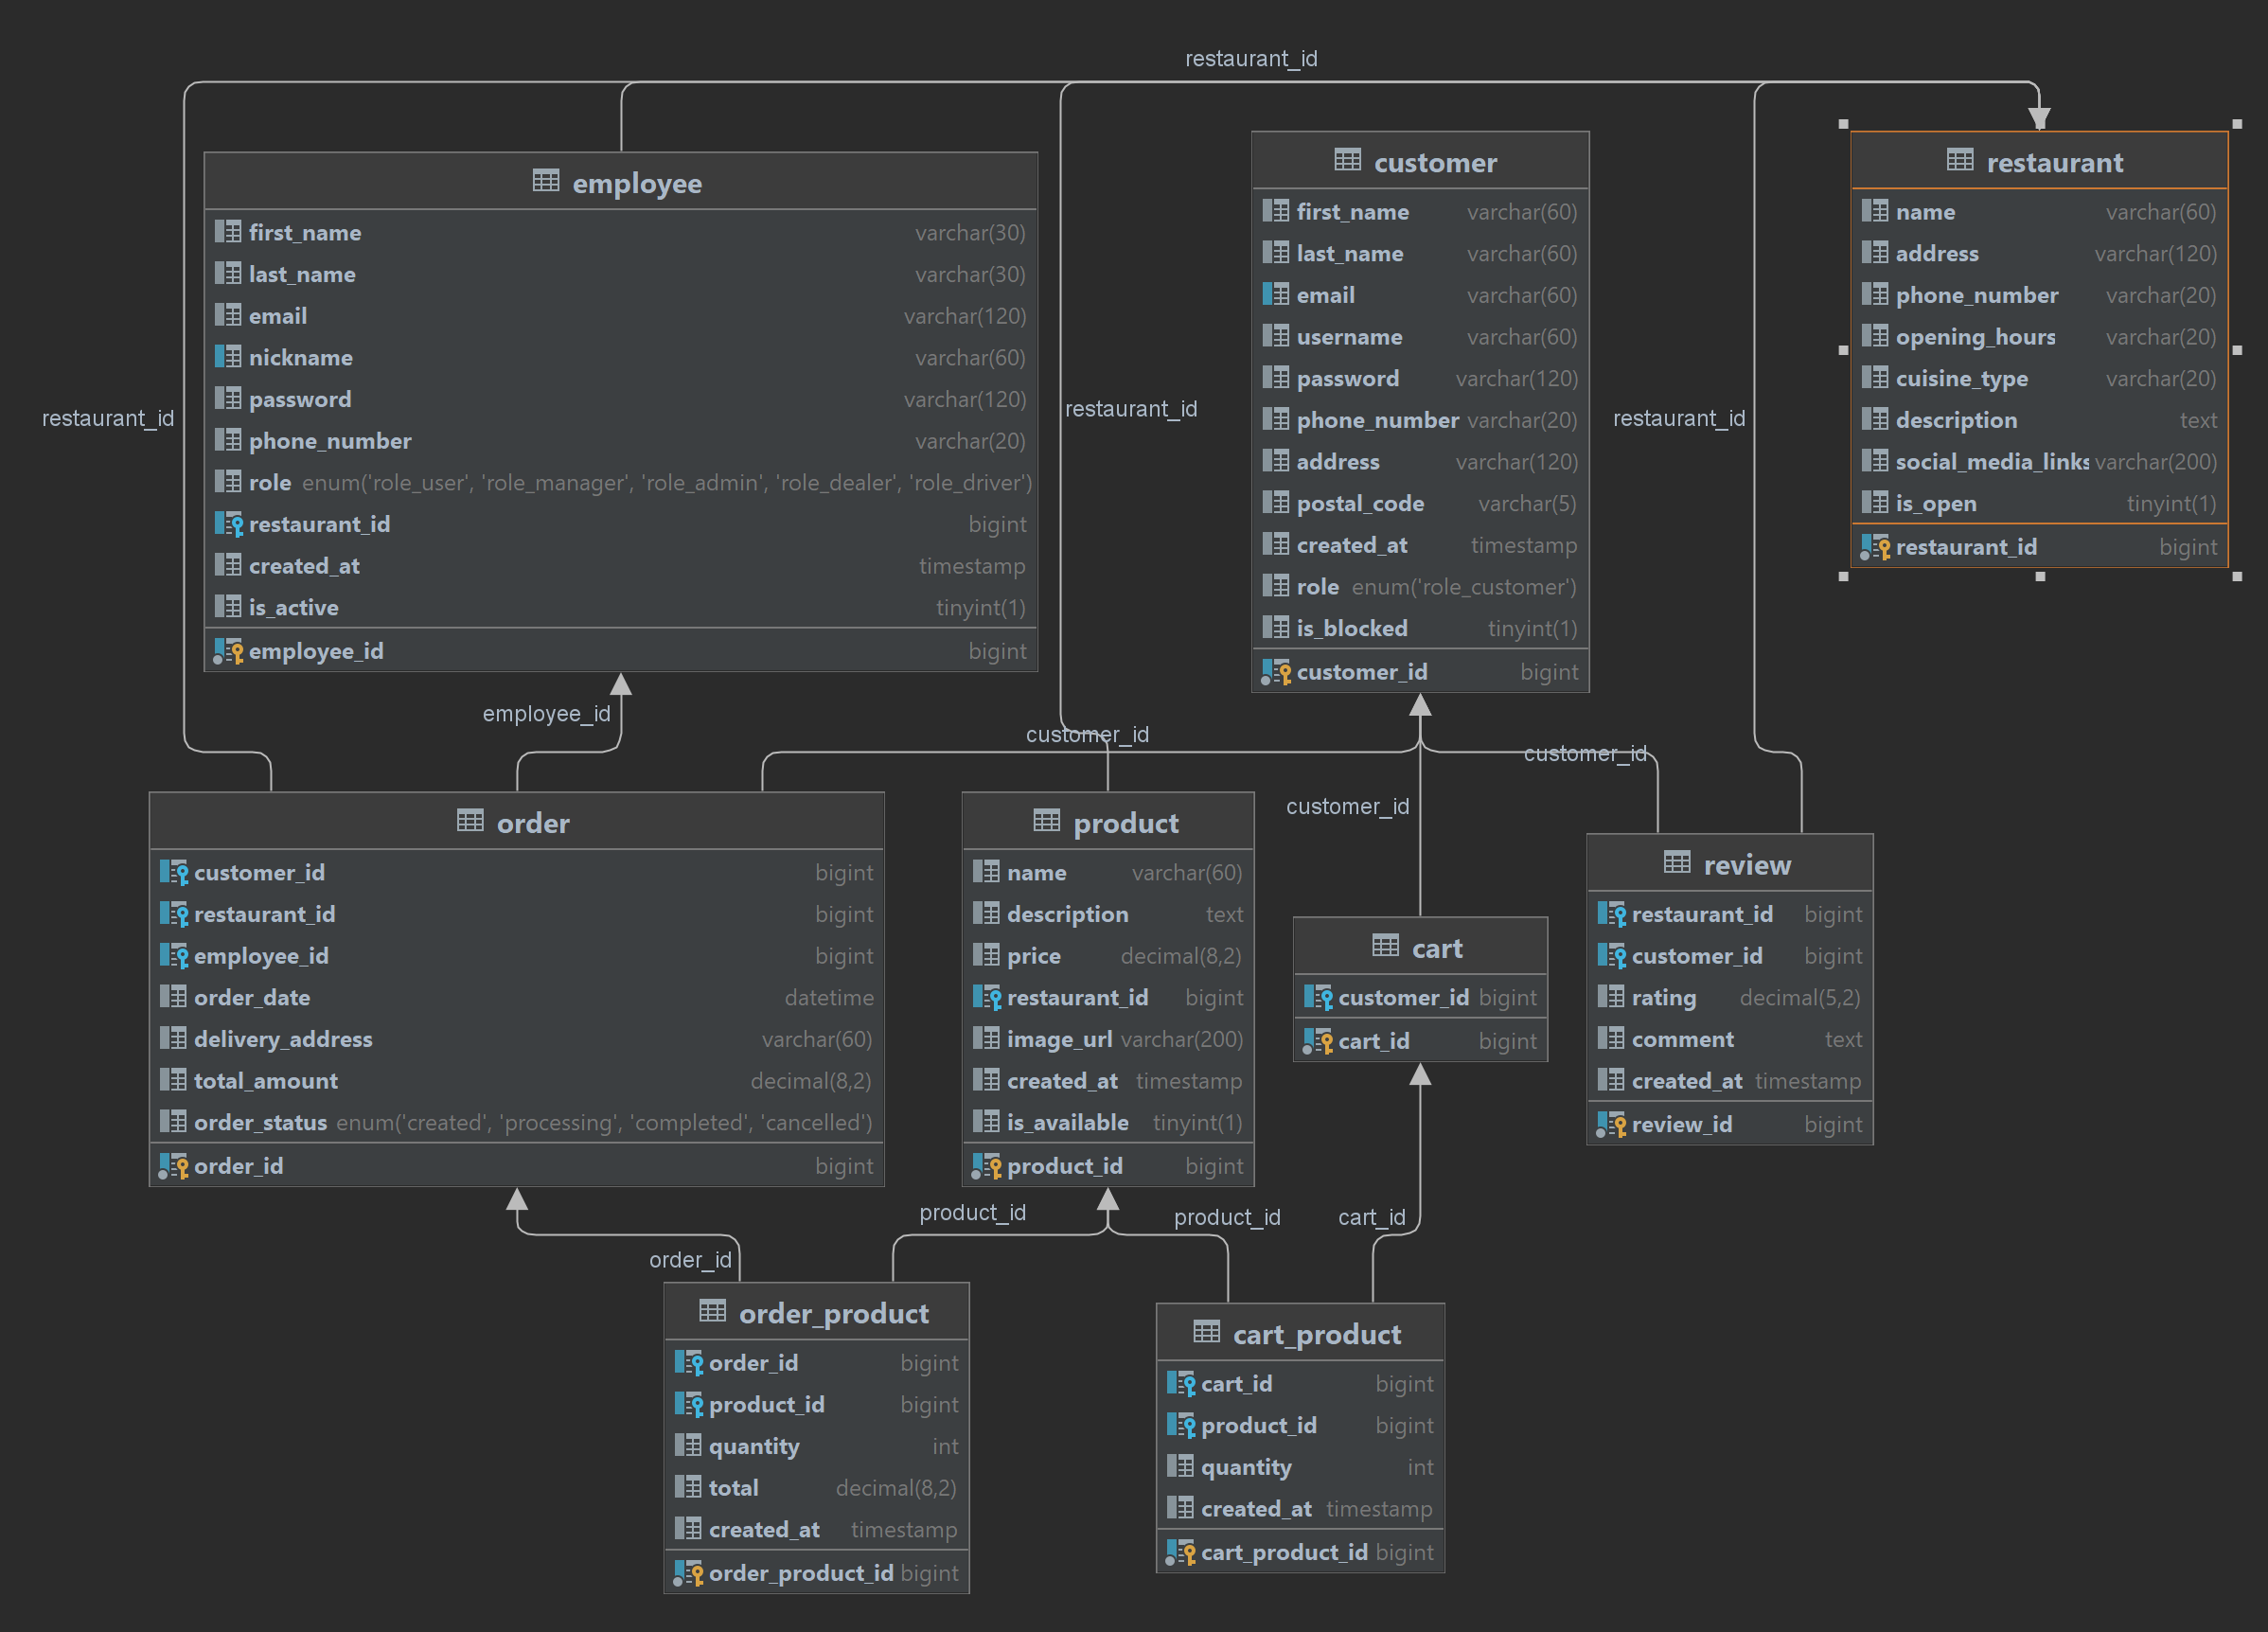 restaurant_id
employee
first_name varchar(30)
last_name varchar(30)
email varchar(120)
nickname varchar(60)
password varchar(120)
phone_number varchar(20)
role enum('role_user', 'role_manager', 'role_admin', 'role_dealer', 'role_driver')
restaurant_id bigint
created_at timestamp
is_active tinyint(1)
employee_id bigint
customer
first_name varchar(60)
last_name varchar(60)
email varchar(60)
username varchar(60)
password varchar(120)
phone_number varchar(20)
address varchar(120)
postal_code varchar(5)
created_at timestamp
role enum('role_customer')
is_blocked tinyint(1)
customer_id bigint
restaurant
name varchar(60)
address varchar(120)
phone_number varchar(20)
opening_hours varchar(20)
cuisine_type varchar(20)
description text
social_media_links varchar(200)
is_open tinyint(1)
restaurant_id bigint
restaurant_id
restaurant_id
restaurant_id
employee_id
customer_id
customer_id
customer_id
order
customer_id bigint
restaurant_id bigint
employee_id bigint
order_date datetime
delivery_address varchar(60)
total_amount decimal(8,2)
order_status enum('created', 'processing', 'completed', 'cancelled')
order_id bigint
product
name varchar(60)
description text
price decimal(8,2)
restaurant_id bigint
image_url varchar(200)
created_at timestamp
is_available tinyint(1)
product_id bigint
cart
customer_id bigint
cart_id bigint
review
restaurant_id bigint
customer_id bigint
rating decimal(5,2)
comment text
created_at timestamp
review_id bigint
product_id
product_id
cart_id
order_id
order_product
order_id bigint
product_id bigint
quantity int
total decimal(8,2)
created_at timestamp
order_product_id bigint
cart_product
cart_id bigint
product_id bigint
quantity int
created_at timestamp
cart_product_id bigint